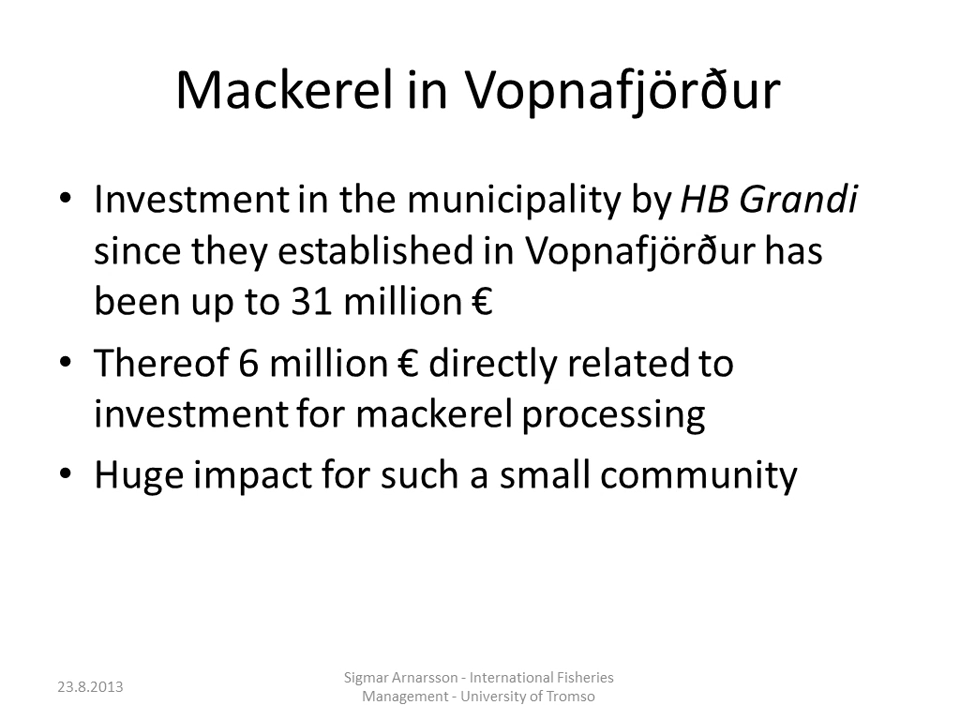 Mackerel in Vopnafjörður
• Investment in the municipality by HB Grandi
since they established in Vopnafjörður has
been up to 31 million €
• Thereof 6 million € directly related to
investment for mackerel processing
• Huge impact for such a small community
23.8.2013
Sigmar Arnarsson - International Fisheries
Management - University of Tromso